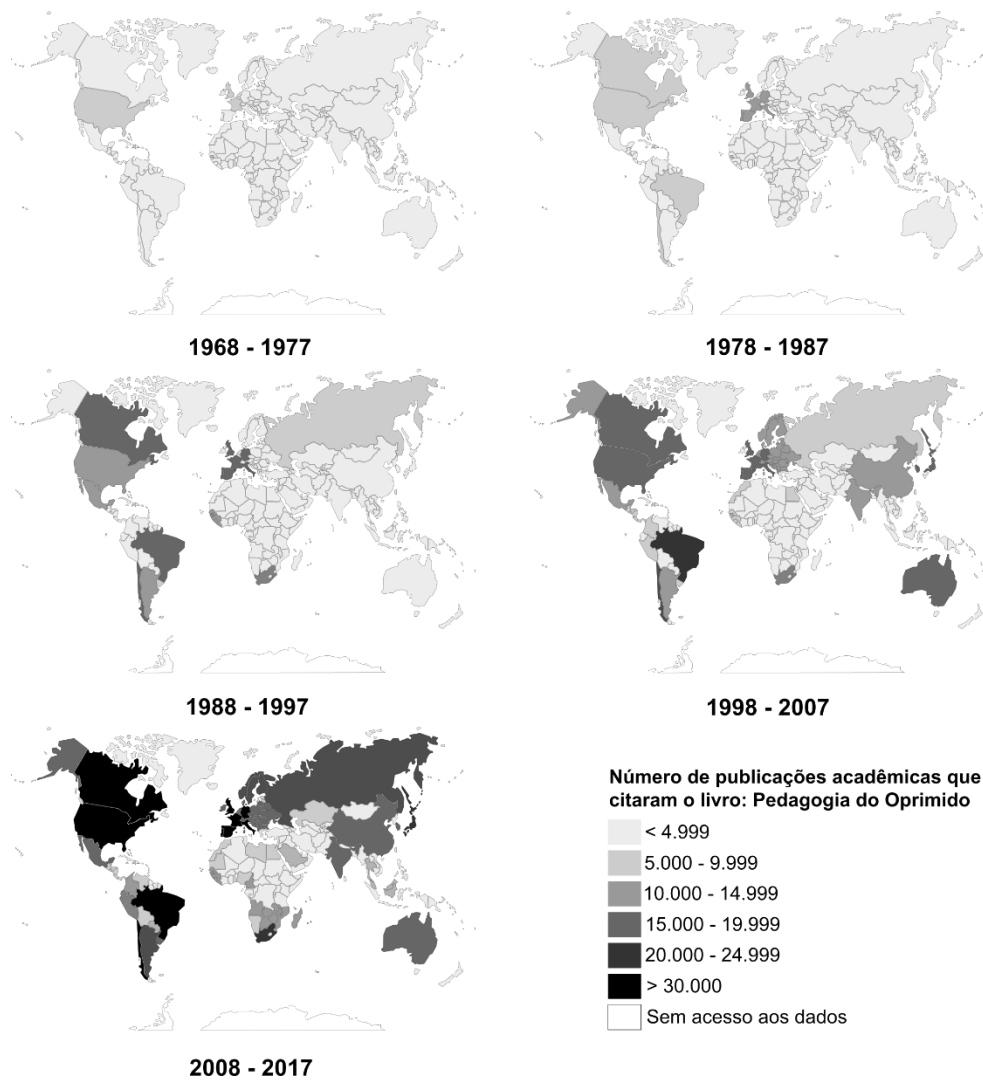 1968 - 1977
1978 - 1987
1988 - 1997
1998 - 2007
2008 - 2017
Número de publicações acadêmicas que
citaram o livro: Pedagogia do Oprimido
< 4.999
5.000 - 9.999
10.000 - 14.999
15.000 - 19.999
20.000 - 24.999
> 30.000
Sem acesso aos dados